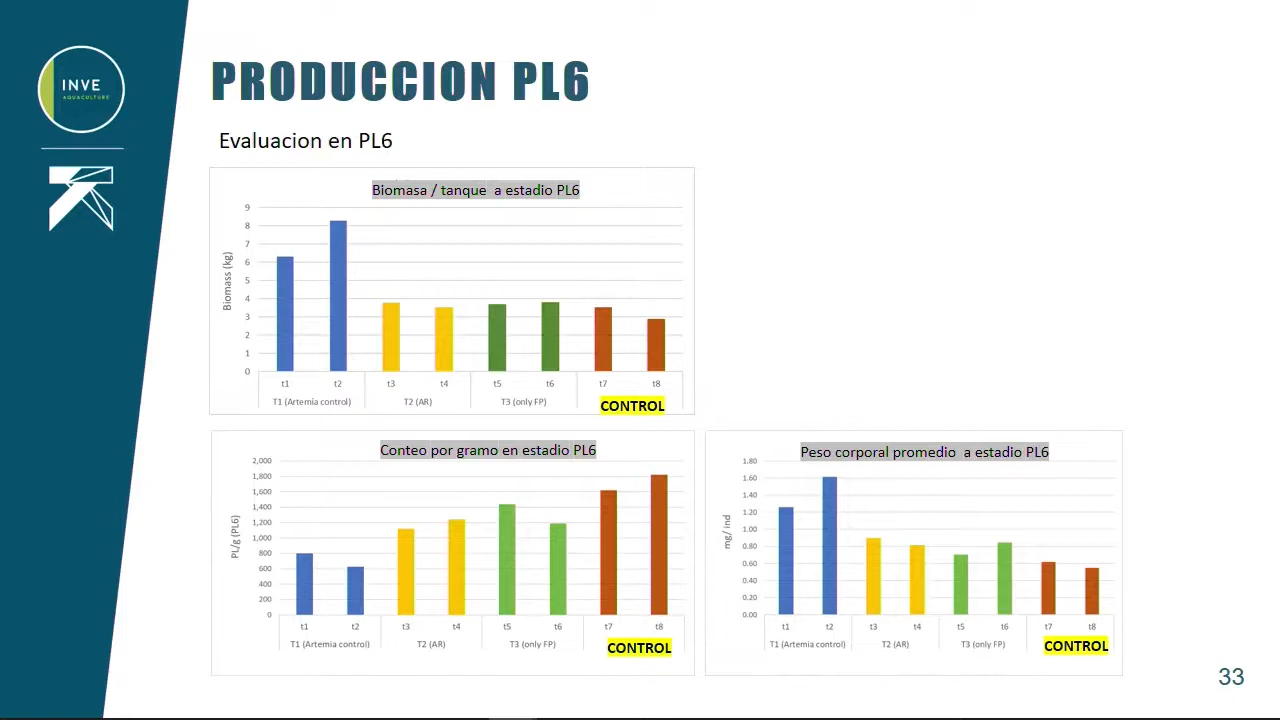 INVE
AQUACULTURE
PRODUCCION PL6
Evaluacion en PL6
Biomasa / tanque a estadio PL6
Biomass (kg)
9
8
7
6
5
4
3
2
1
0
t1 t2 t3 t4 t5 t6 t7 t8
T1 (Artemia control) T2 (AR) T3 (only FP) CONTROL
Conteo por gramo en estadio PL6
PL/g (PL6)
2,000
1,800
1,600
1,400
1,200
1,000
800
600
400
200
0
t1 t2 t3 t4 t5 t6 t7 t8
T1 (Artemia control) T2 (AR) T3 (only FP) CONTROL
Peso corporal promedio a estadio PL6
mg/ ind
1.80
1.60
1.40
1.20
1.00
0.80
0.60
0.40
0.20
0.00
t1 t2 t3 t4 t5 t6 t7 t8
T1 (Artemia control) T2 (AR) T3 (only FP) CONTROL
33